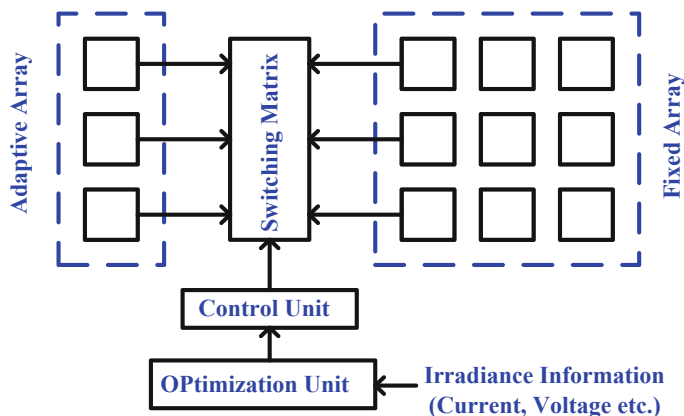 Adaptive Array
Switching Matrix
Fixed Array
Control Unit
OPtimization Unit
Irradiance Information
(Current, Voltage etc.)